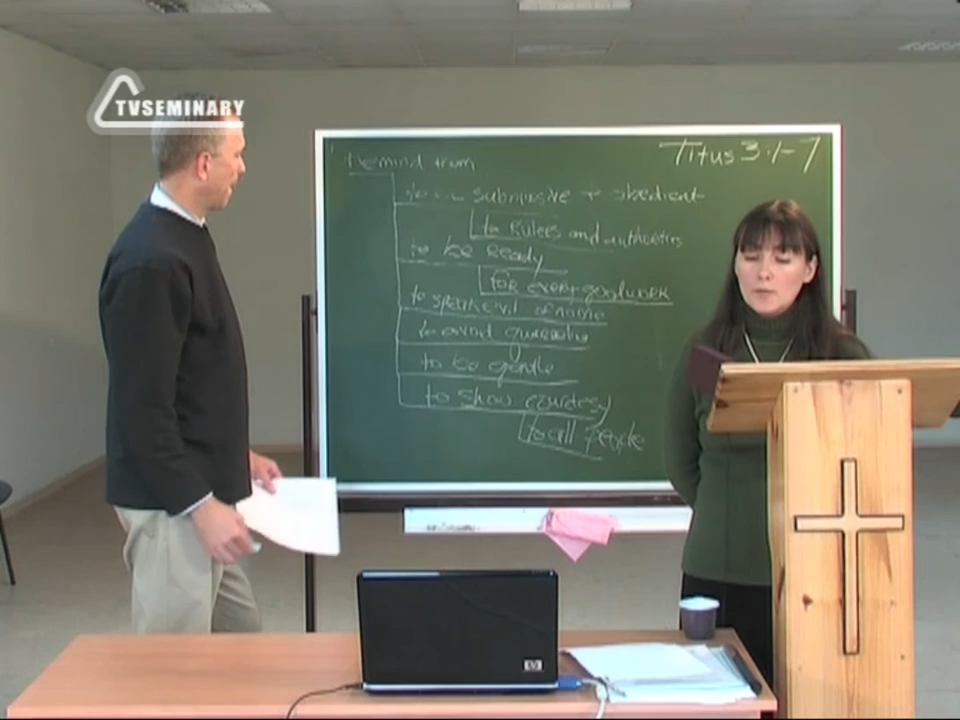 TVSEMINARY
Titus 3:1-7
Remind them
to submissive + obedient
to Rulers and authorities
to be Ready
for every good work
to speak evil of no one
to avoid quarreling
to be gentle
to show courtesy
to all people
hp